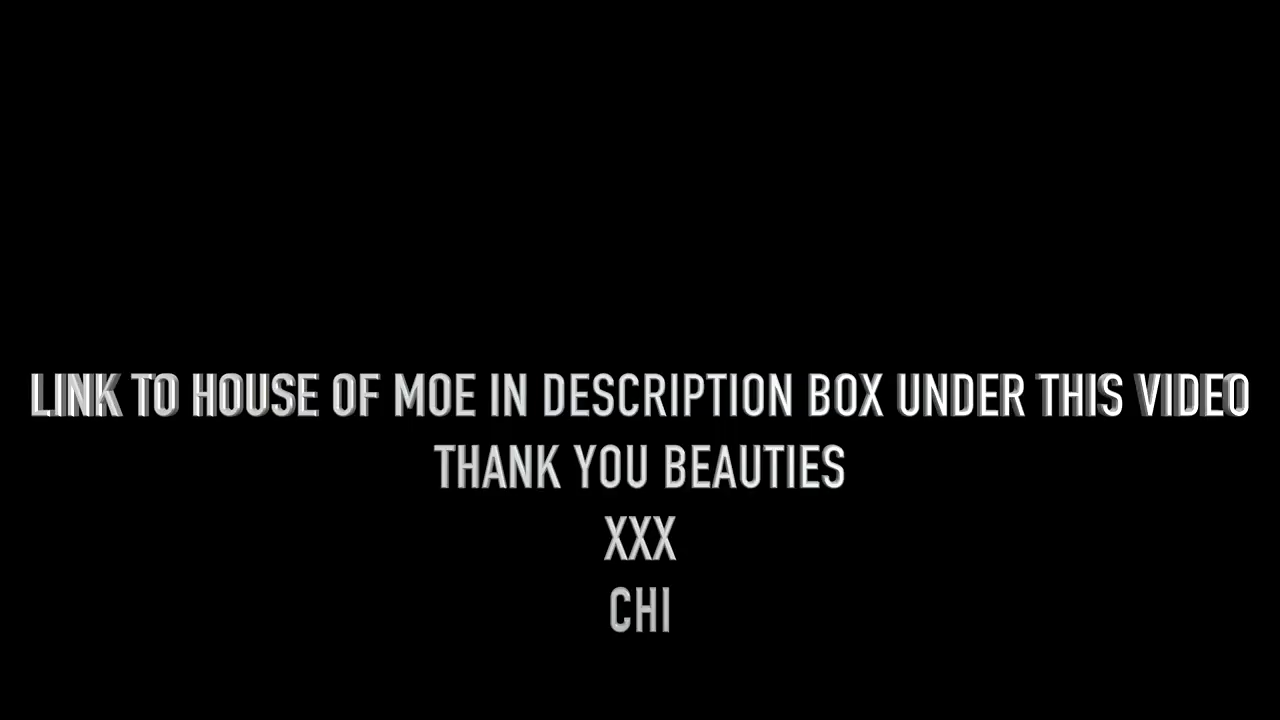 LINK TO HOUSE OF MOE IN DESCRIPTION BOX UNDER THIS VIDEO
THANK YOU BEAUTIES
XXX
CHI